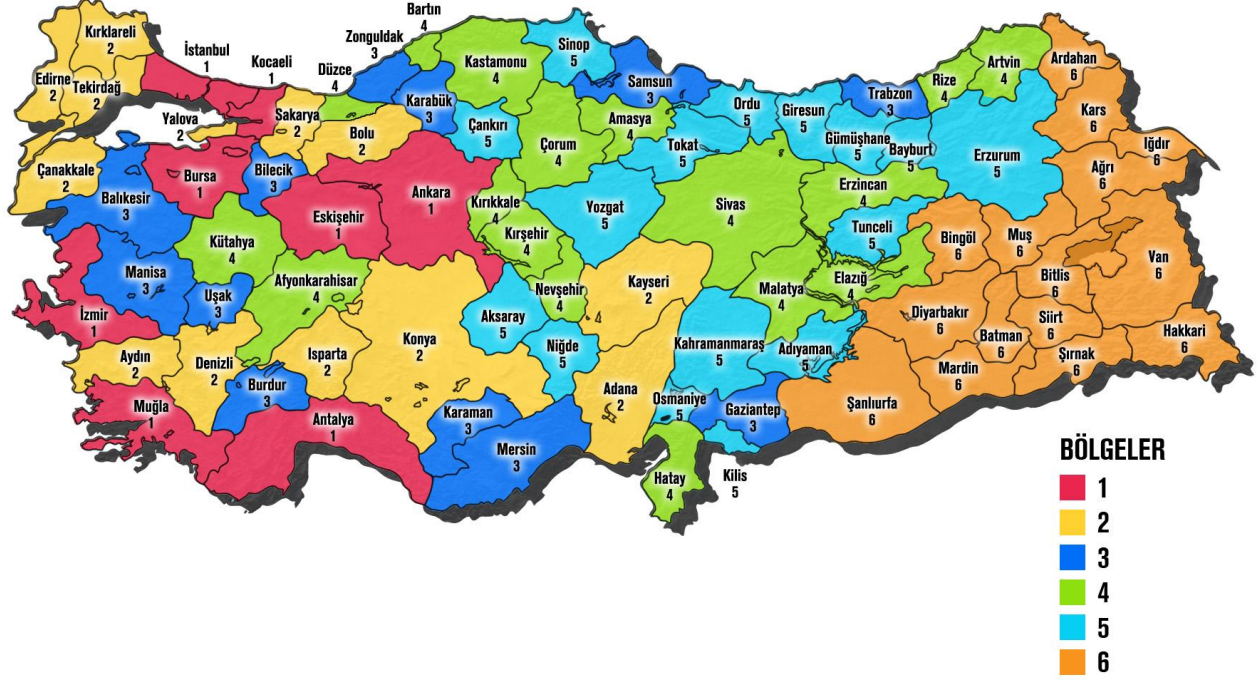 Bartın
4
Kırklareli
2
Zonguldak
3
İstanbul
1
Kocaeli
1
Düzce
4
Kastamonu
4
Sinop
5
Samsun
3
Edirne
2
Tekirdağ
2
Yalova
2
Sakarya
2
Bolu
2
Karabük
3
Çankırı
5
Çorum
4
Amasya
4
Tokat
5
Ordu
5
Giresun
5
Trabzon
3
Rize
4
Artvin
4
Ardahan
6
Kars
6
Iğdır
6
Gümüşhane
5
Bayburt
5
Erzurum
5
Ağrı
6
Çanakkale
2
Balıkesir
3
Bursa
1
Bilecik
3
Eskişehir
1
Ankara
1
Kırıkkale
4
Kırşehir
4
Yozgat
5
Sivas
4
Erzincan
4
Tunceli
5
Bingöl
6
Muş
6
Van
6
Bitlis
6
Kütahya
4
Manisa
3
Uşak
3
Afyonkarahisar
4
İzmir
1
Aydın
2
Denizli
2
Isparta
2
Konya
2
Aksaray
5
Nevşehir
4
4
Kayseri
2
Niğde
5
Malatya
4
Elazığ
4
Diyarbakır
6
Batman
6
Siirt
6
Hakkari
6
Şırnak
6
Mardin
6
Kahramanmaraş
5
Adıyaman
5
Şanlıurfa
6
Muğla
1
Burdur
3
Antalya
1
Karaman
3
Mersin
3
Adana
2
Osmaniye
5
Gaziantep
3
Hatay
4
Kilis
5
BÖLGELER
1
2
3
4
5
6